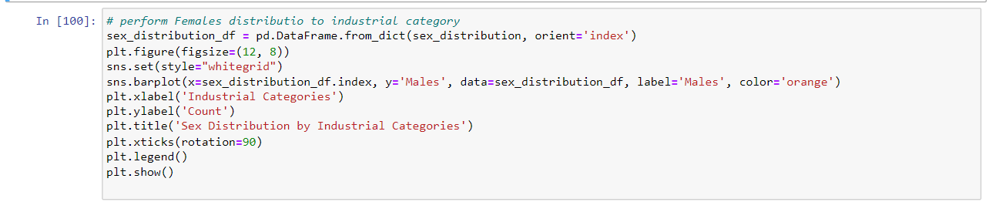 In [100]: # perform Females distributio to industrial category
sex_distribution_df = pd.DataFrame.from_dict(sex_distribution, orient='index')
plt.figure(figsize=(12, 8))
sns.set(style="whitegrid")
sns.barplot(x=sex_distribution_df.index, y='Males', data=sex_distribution_df, label='Males', color='orange')
plt.xlabel('Industrial Categories')
plt.ylabel('Count')
plt.title('Sex Distribution by Industrial Categories')
plt.xticks(rotation=90)
plt.legend()
plt.show()